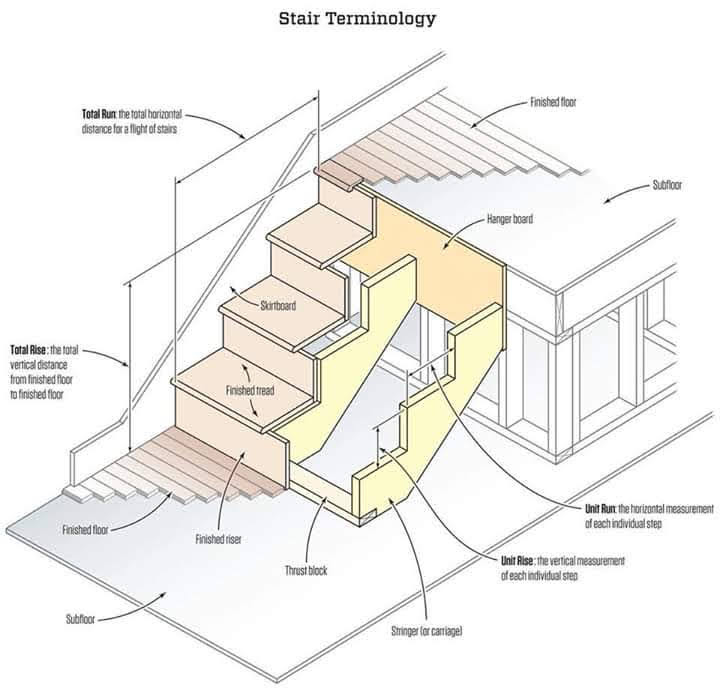 Stair Terminology
Total Run: the total horizontal
distance for a flight of stairs
Finished floor
Subfloor
Hanger board
Skirtboard
Total Rise: the total
vertical distance
from finished floor
to finished floor
Finished tread
Unit Run: the horizontal measurement
of each individual step
Finished floor
Finished riser
Thrust block
Unit Rise: the vertical measurement
of each individual step
Subfloor
Stringer (or carriage)